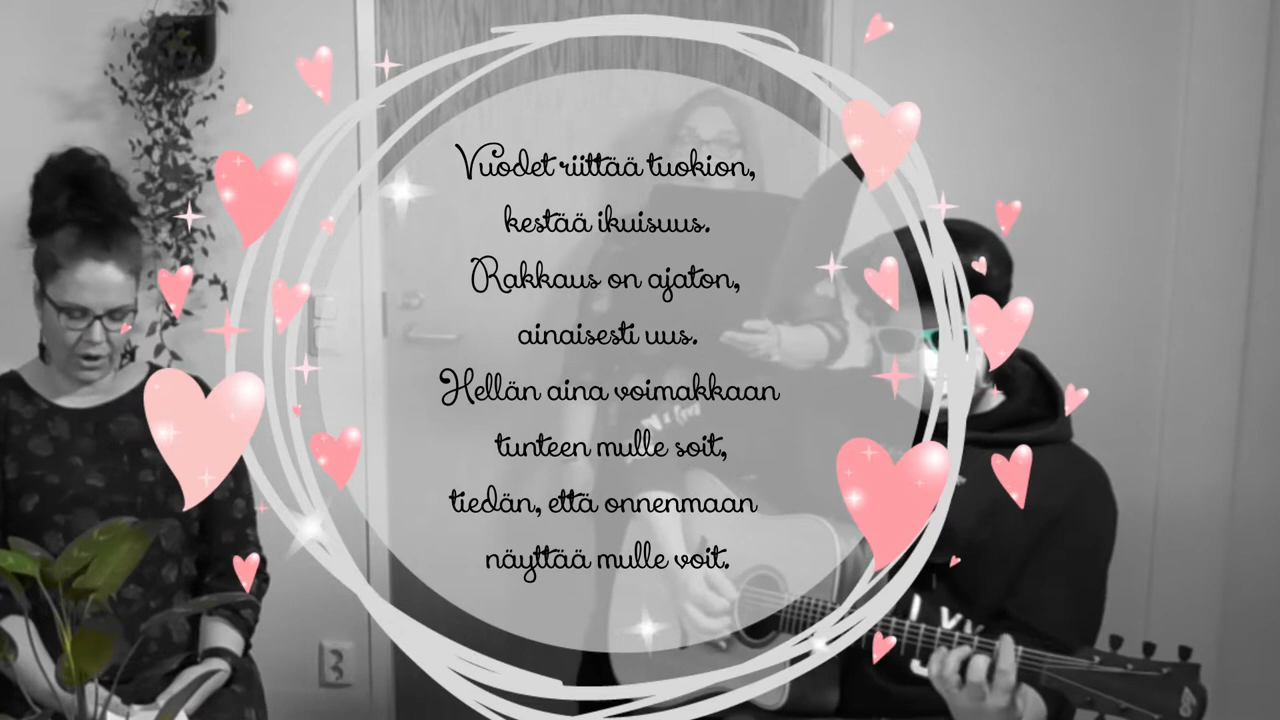 Vuodet riittää tuokion,
kestää ikuisuus.
Rakkaus on ajaton,
ainaisesti uus.
Hellän aina voimakkaan
tunteen mulle soit,
tiedän, että onnenmaan
näyttää mulle voit.